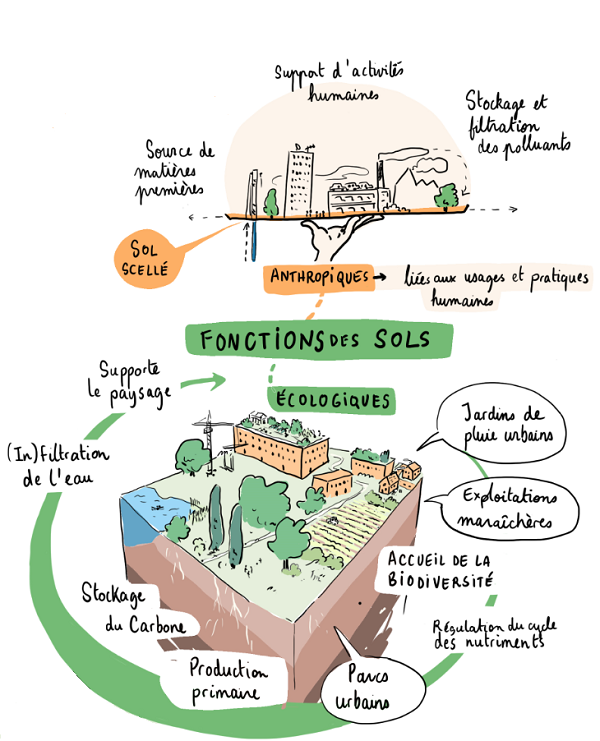 Support d'activités
humaines
Stockage et
filtration
des polluants
Source de
matières
premières
SOL
SCELLÉ
ANTHROPIQUES
liées aux usages et pratiques
humaines
FONCTIONS DES SOLS
ÉCOLOGIQUES
Supporte
le paysage
Jardins de
pluie urbains
(In)Filtration
de l'eau
Exploitations
maraîchères
ACCUEIL DE LA
BIODIVERSITÉ
Stockage
du Carbone
Régulation du cycle
des nutriments
Production
primaire
Parcs
urbains